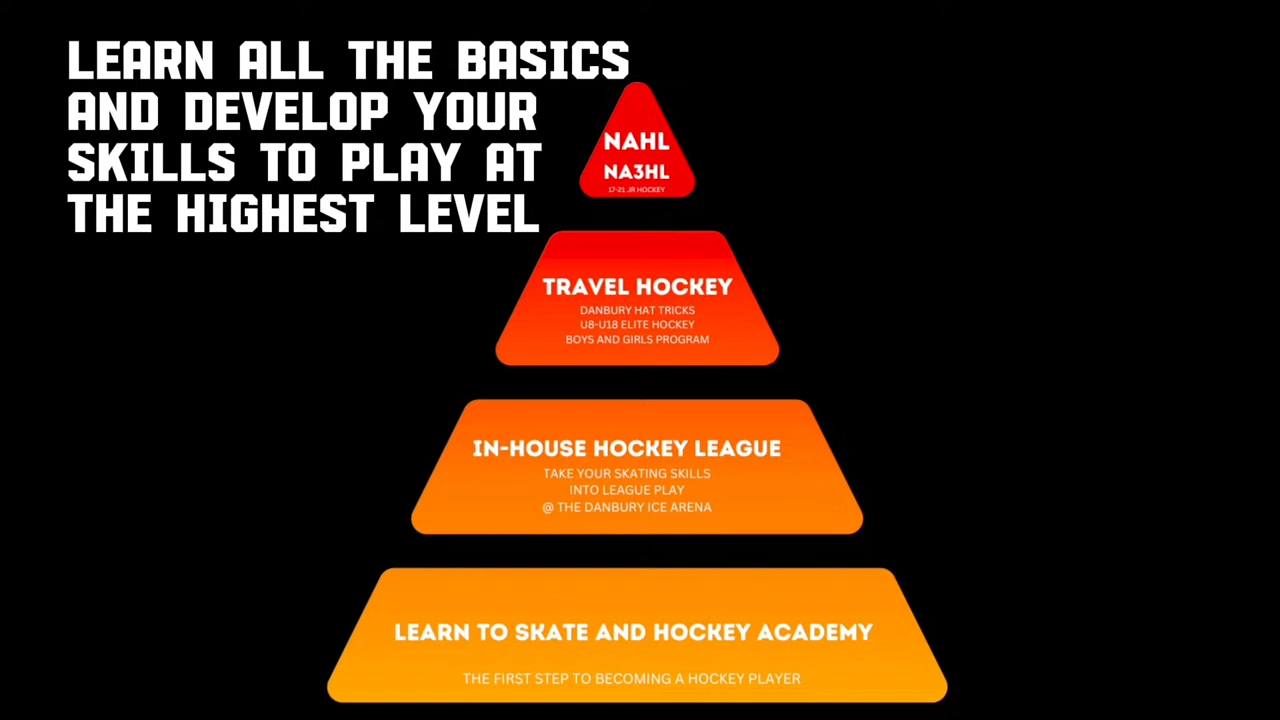 LEARN ALL THE BASICS
AND DEVELOP YOUR
SKILLS TO PLAY AT
THE HIGHEST LEVEL
NAHL
NA3HL
17-21 JR HOCKEY
TRAVEL HOCKEY
DANBURY HAT TRICKS
U8-U18 ELITE HOCKEY
BOYS AND GIRLS PROGRAM
IN-HOUSE HOCKEY LEAGUE
TAKE YOUR SKATING SKILLS
INTO LEAGUE PLAY
@ THE DANBURY ICE ARENA
LEARN TO SKATE AND HOCKEY ACADEMY
THE FIRST STEP TO BECOMING A HOCKEY PLAYER